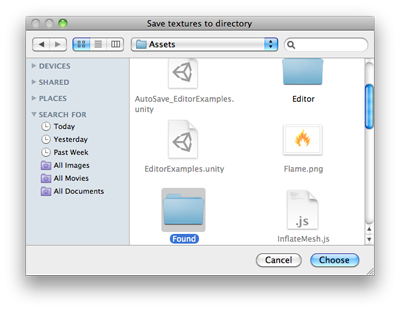 Save textures to directory
Assets
DEVICES
SHARED
PLACES
SEARCH FOR
Today
Yesterday
Past Week
All Images
All Movies
All Documents
AutoSave_EditorExamples.
unity
Editor
EditorExamples.unity
Flame.png
Found
.js
InflateMesh.js
Cancel
Choose